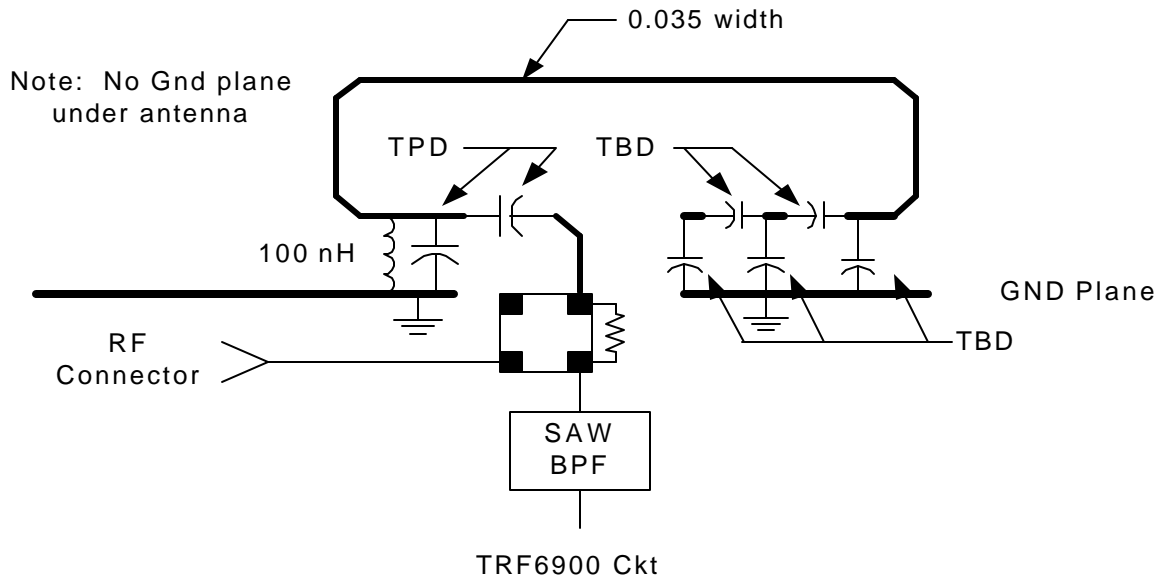 0.035 width
Note: No Gnd plane
under antenna
TPD
TBD
100 nH
GND Plane
TBD
RF
Connector
SAW
BPF
TRF6900 Ckt